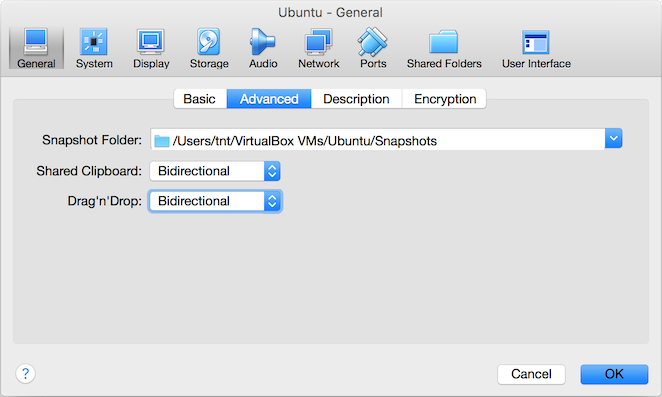 Ubuntu - General
General System Display Storage Audio Network Ports Shared Folders User Interface
Basic Advanced Description Encryption
Snapshot Folder: /Users/tnt/VirtualBox VMs/Ubuntu/Snapshots
Shared Clipboard: Bidirectional
Drag'n'Drop: Bidirectional
? Cancel OK